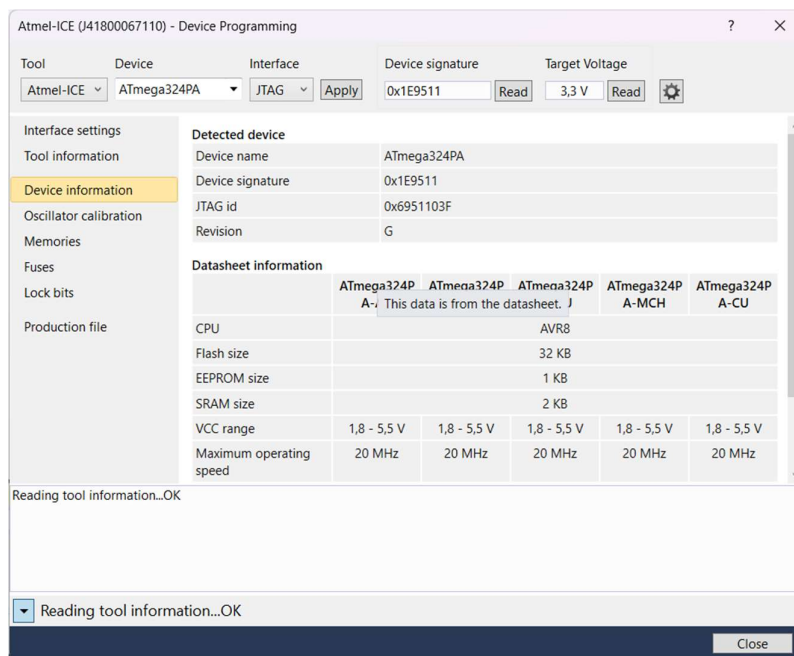 Atmel-ICE (J41800067110) - Device Programming
Tool Device Interface Device signature Target Voltage
Atmel-ICE ATmega324PA JTAG Apply 0x1E9511 Read 3,3 V Read
Interface settings
Tool information
Device information
Oscillator calibration
Memories
Fuses
Lock bits
Production file
Detected device
Device name ATmega324PA
Device signature 0x1E9511
JTAG id 0x6951103F
Revision G
Datasheet information
ATmega324P ATmega324P ATmega324P ATmega324P ATmega324P
A-MCH A-CU
This data is from the datasheet.
CPU AVR8
Flash size 32 KB
EEPROM size 1 KB
SRAM size 2 KB
VCC range 1,8 - 5,5 V 1,8 - 5,5 V 1,8 - 5,5 V 1,8 - 5,5 V 1,8 - 5,5 V
Maximum operating 20 MHz 20 MHz 20 MHz 20 MHz 20 MHz
speed
Reading tool information...OK
Reading tool information...OK
Close